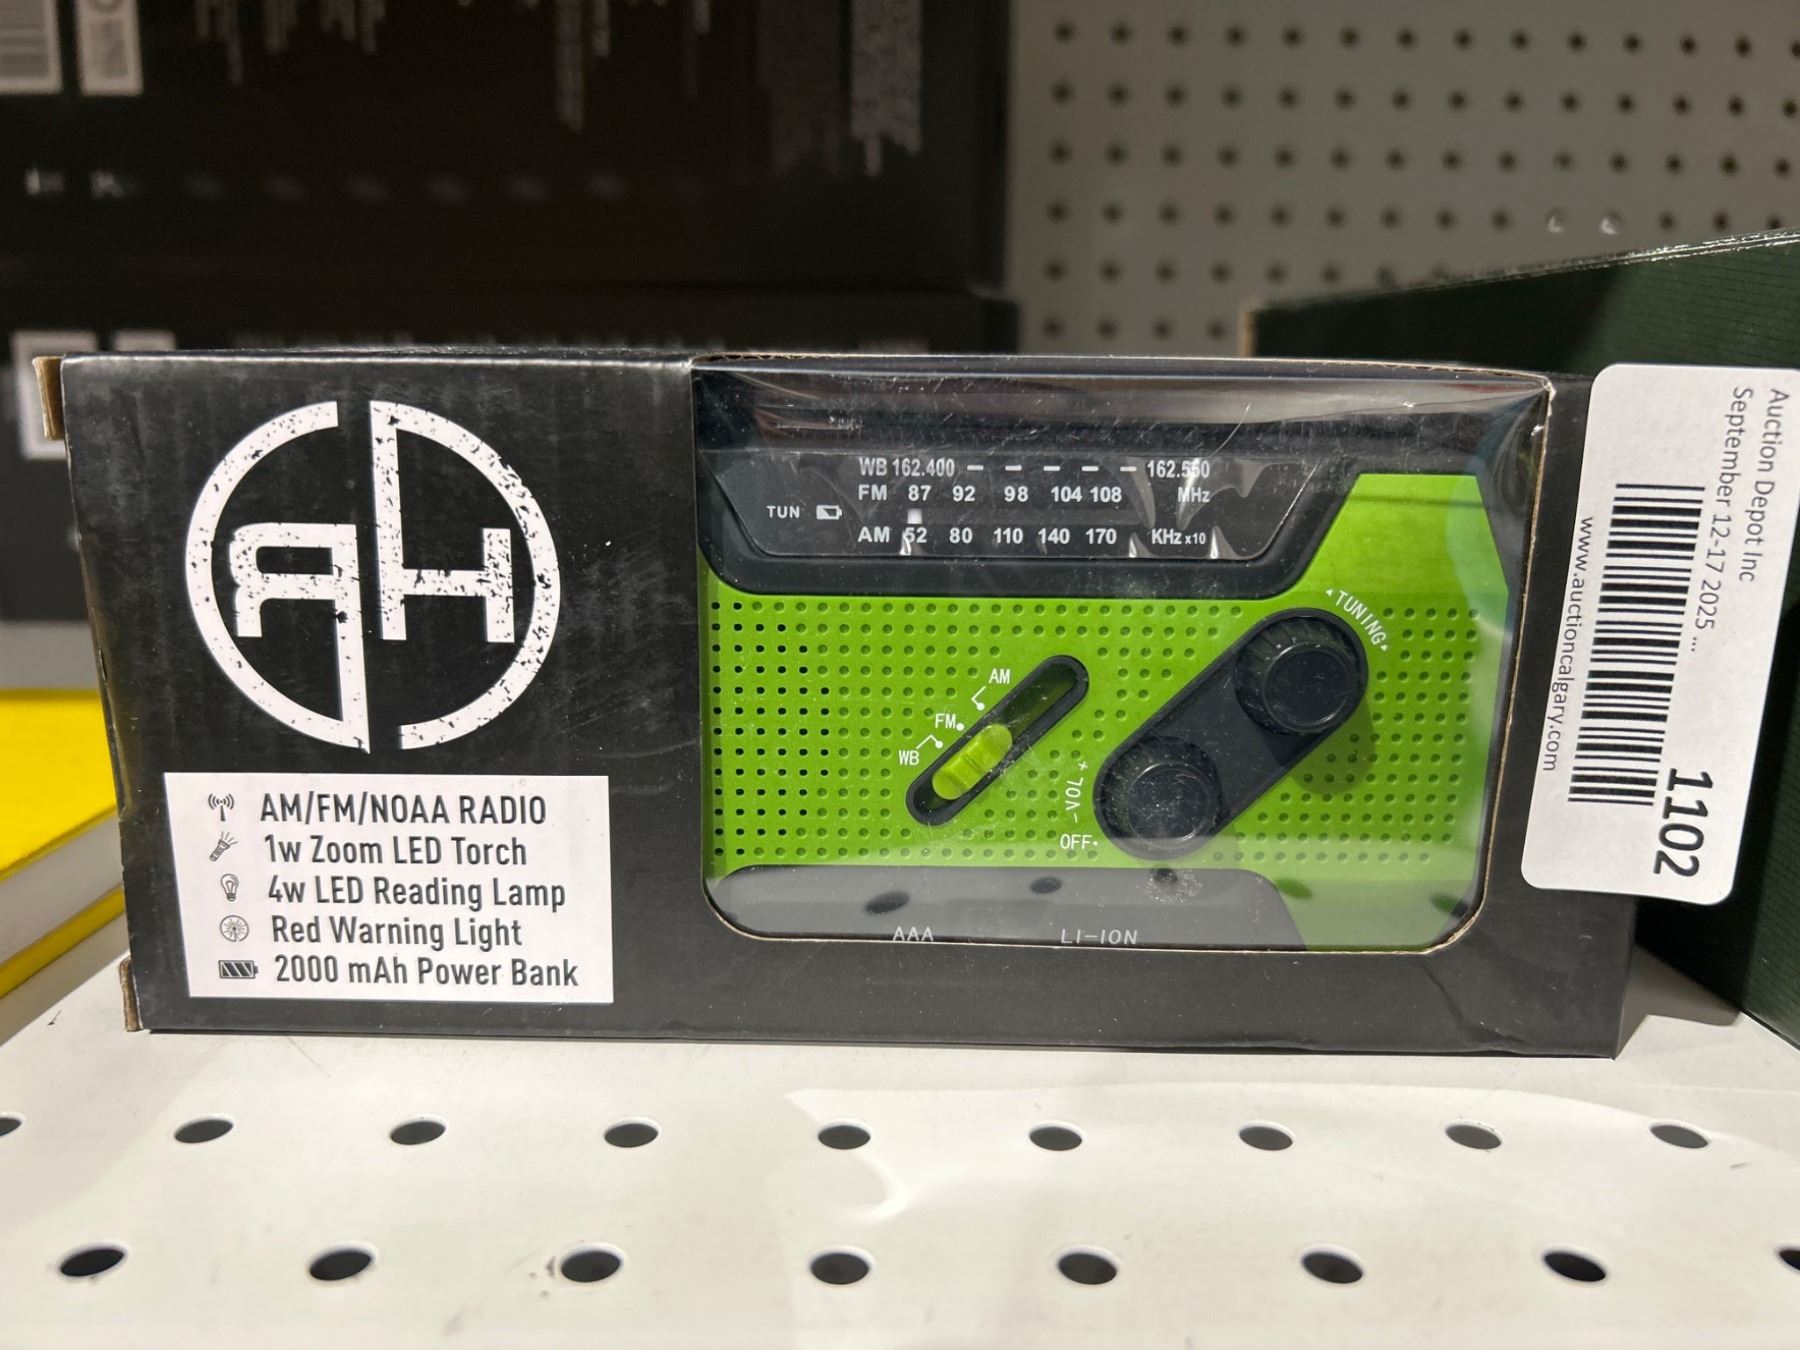 RH
AM/FM/NOAA RADIO
1w Zoom LED Torch
4w LED Reading Lamp
Red Warning Light
2000 mAh Power Bank
WB 162.400 – – – – – 162.550
FM 87 92 98 104 108 MHz
TUN
AM 52 80 110 140 170 KHz x10
TUNING
AM
FM
WB
- VOL +
OFF
AAA LI-ION
Auction Depot Inc
September 12-17 2025 ...
1102
www.auctioncalgary.com